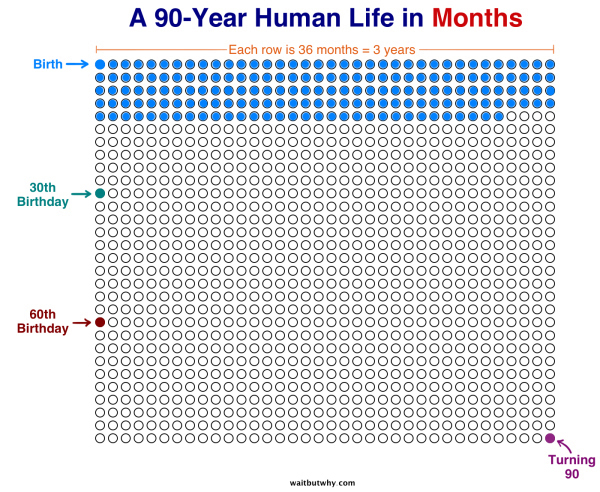 A 90-Year Human Life in Months
Each row is 36 months = 3 years
Birth
30th
Birthday
60th
Birthday
Turning
90
waitbutwhy.com